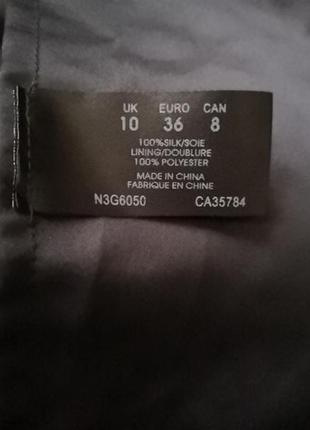 UK EURO CAN
10 36 8
100%SILK/SOIE
LINING/DOUBLURE
100% POLYESTER
MADE IN CHINA
FABRIQUE EN CHINE
N3G6050 CA35784